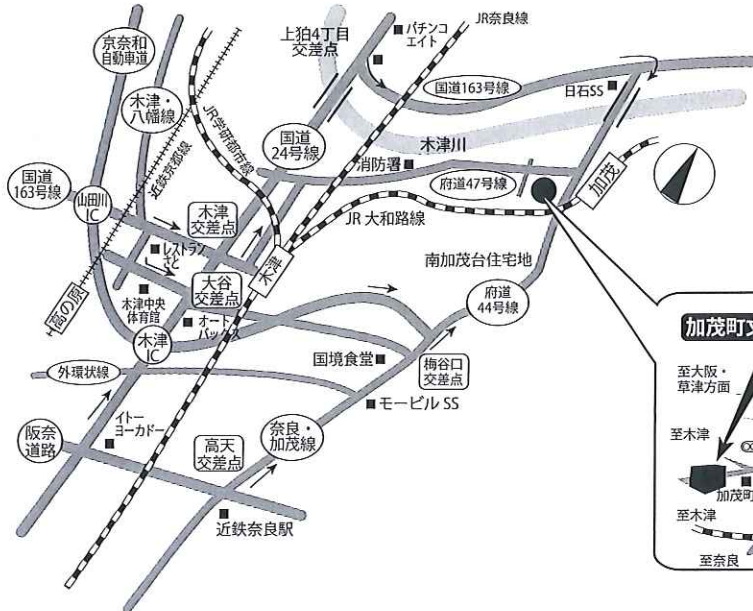 京奈和
自動車道
木津・
八幡線
近鉄京都線
JR学研都市線
上狛4丁目
交差点
パチンコ
エイト
JR奈良線
国道163号線
日石SS
国道
24号線
木津川
消防署
府道47号線
加茂
国道
163号線
山田川
IC
木津
交差点
JR 大和路線
レストラン
さと
木津
南加茂台住宅地
高の原
木津中央
体育館
大谷
交差点
オート
バックス
府道
44号線
木津
IC
国境食堂
梅谷口
交差点
外環状線
モービル SS
イトー
ヨーカドー
阪奈
道路
高天
交差点
奈良・
加茂線
近鉄奈良駅
加茂町文
至大阪・
草津方面
至木津
加茂町
至木津
至奈良